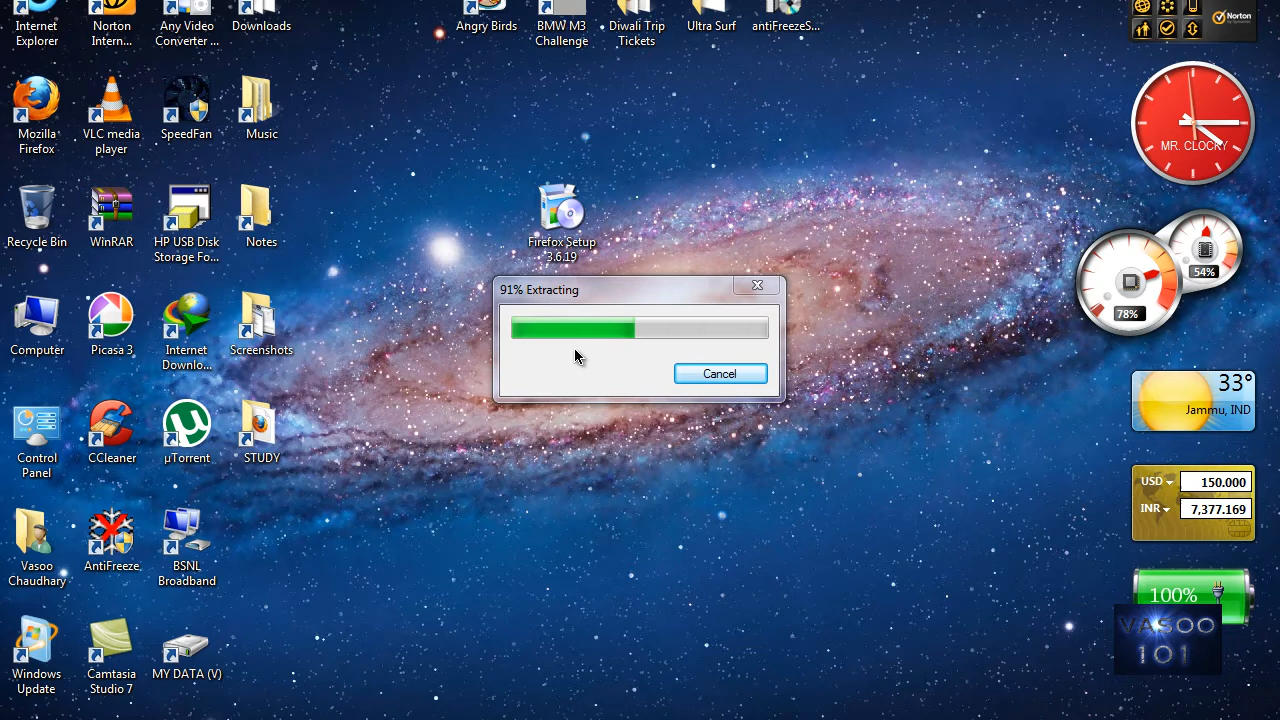 Internet
Explorer
Norton
Intern...
Any Video
Converter ...
Downloads
Angry Birds
BMW M3
Challenge
Diwali Trip
Tickets
Ultra Surf
antiFreezeS...
Norton
Mozilla
Firefox
VLC media
player
SpeedFan
Music
MR. CLOCKY
Recycle Bin
WinRAR
HP USB Disk
Storage Fo...
Notes
Firefox Setup
3.6.19
54%
78%
91% Extracting
Cancel
Computer
Picasa 3
Internet
Downlo...
Screenshots
33°
Jammu, IND
Control
Panel
CCleaner
µTorrent
STUDY
USD
150.000
INR
7,377.169
Vasoo
Chaudhary
AntiFreeze
BSNL
Broadband
100%
VASOO
101
Windows
Update
Camtasia
Studio 7
MY DATA (V)